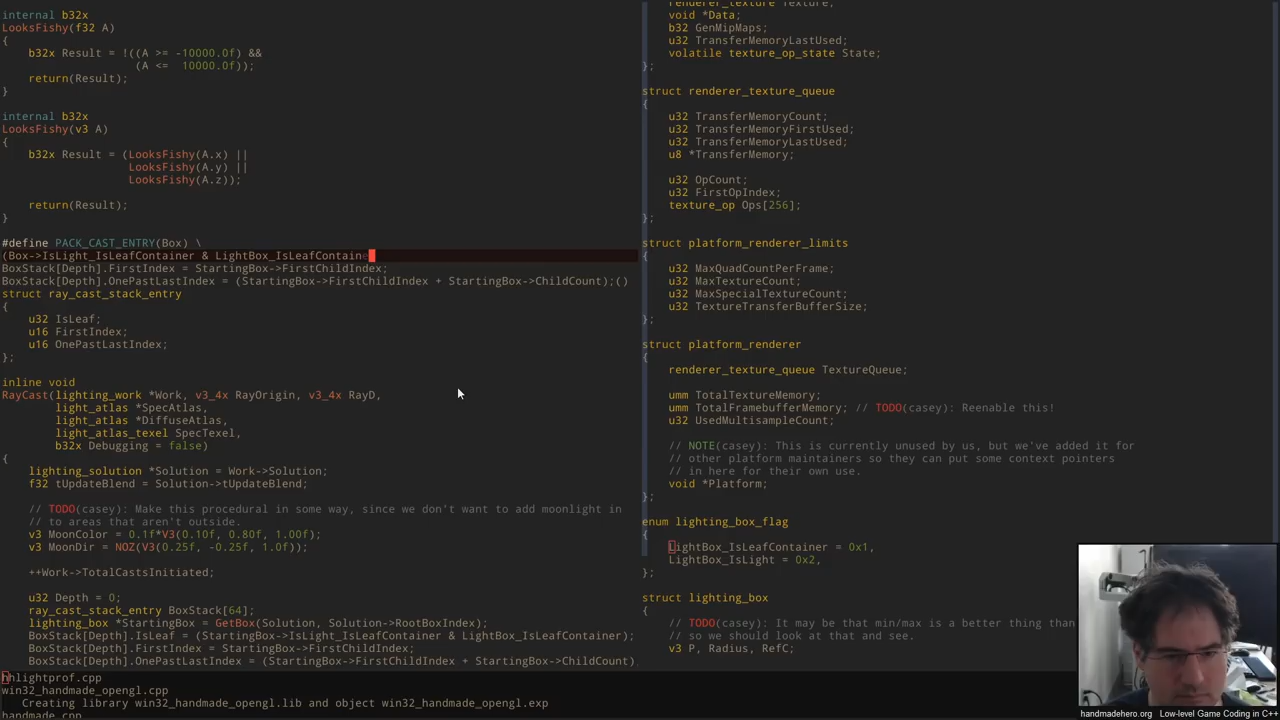 internal b32x
LooksFishy(f32 A)
{
b32x Result = !((A >= -10000.0f) &&
(A <= 10000.0f));
return(Result);
}
internal b32x
LooksFishy(v3 A)
{
b32x Result = (LooksFishy(A.x) ||
LooksFishy(A.y) ||
LooksFishy(A.z));
return(Result);
}
#define PACK_CAST_ENTRY(Box) \
(Box->IsLight_IsLeafContainer & LightBox_IsLeafContaine
BoxStack[Depth].FirstIndex = StartingBox->FirstChildIndex;
BoxStack[Depth].OnePastLastIndex = (StartingBox->FirstChildIndex + StartingBox->ChildCount);()
struct ray_cast_stack_entry
{
u32 IsLeaf;
u16 FirstIndex;
u16 OnePastLastIndex;
};
inline void
RayCast(lighting_work *Work, v3_4x RayOrigin, v3_4x RayD,
light_atlas *SpecAtlas,
light_atlas *DiffuseAtlas,
light_atlas_texel SpecTexel,
b32x Debugging = false)
{
lighting_solution *Solution = Work->Solution;
f32 tUpdateBlend = Solution->tUpdateBlend;
// TODO(casey): Make this procedural in some way, since we don't want to add moonlight in
// to areas that aren't outside.
v3 MoonColor = 0.1f*V3(0.10f, 0.80f, 1.00f);
v3 MoonDir = NOZ(V3(0.25f, -0.25f, 1.0f));
++Work->TotalCastsInitiated;
u32 Depth = 0;
ray_cast_stack_entry BoxStack[64];
lighting_box *StartingBox = GetBox(Solution, Solution->RootBoxIndex);
BoxStack[Depth].IsLeaf = (StartingBox->IsLight_IsLeafContainer & LightBox_IsLeafContainer);
BoxStack[Depth].FirstIndex = StartingBox->FirstChildIndex;
BoxStack[Depth].OnePastLastIndex = (StartingBox->FirstChildIndex + StartingBox->ChildCount)
renderer_texture Texture;
void *Data;
b32 GenMipMaps;
u32 TransferMemoryLastUsed;
volatile texture_op_state State;
};
struct renderer_texture_queue
{
u32 TransferMemoryCount;
u32 TransferMemoryFirstUsed;
u32 TransferMemoryLastUsed;
u8 *TransferMemory;
u32 OpCount;
u32 FirstOpIndex;
texture_op Ops[256];
};
struct platform_renderer_limits
{
u32 MaxQuadCountPerFrame;
u32 MaxTextureCount;
u32 MaxSpecialTextureCount;
u32 TextureTransferBufferSize;
};
struct platform_renderer
{
renderer_texture_queue TextureQueue;
umm TotalTextureMemory;
umm TotalFramebufferMemory; // TODO(casey): Reenable this!
u32 UsedMultisampleCount;
// NOTE(casey): This is currently unused by us, but we've added it for
// other platform maintainers so they can put some context pointers
// in here for their own use.
void *Platform;
};
enum lighting_box_flag
{
LightBox_IsLeafContainer = 0x1,
LightBox_IsLight = 0x2,
};
struct lighting_box
{
// TODO(casey): It may be that min/max is a better thing than
// so we should look at that and see.
v3 P, Radius, RefC;
hhlightprof.cpp
win32_handmade_opengl.cpp
Creating library win32_handmade_opengl.lib and object win32_handmade_opengl.exp
handmade.cpp
handmadehero.org Low-level Game Coding in C++